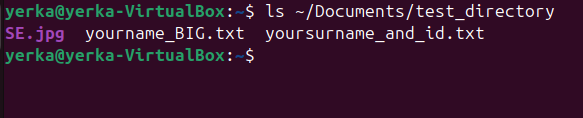 yerka@yerka-VirtualBox:~$ ls ~/Documents/test_directory
SE.jpg  yourname_BIG.txt  yoursurname_and_id.txt
yerka@yerka-VirtualBox:~$